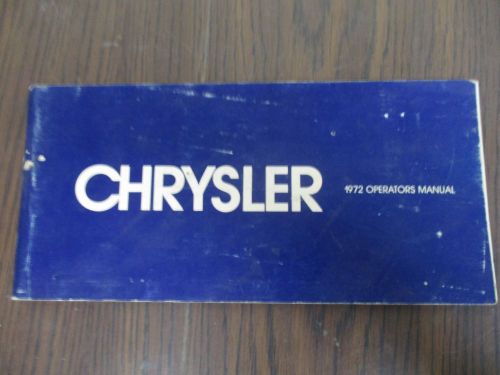 CHRYSLER 1972 OPERATORS MANUAL